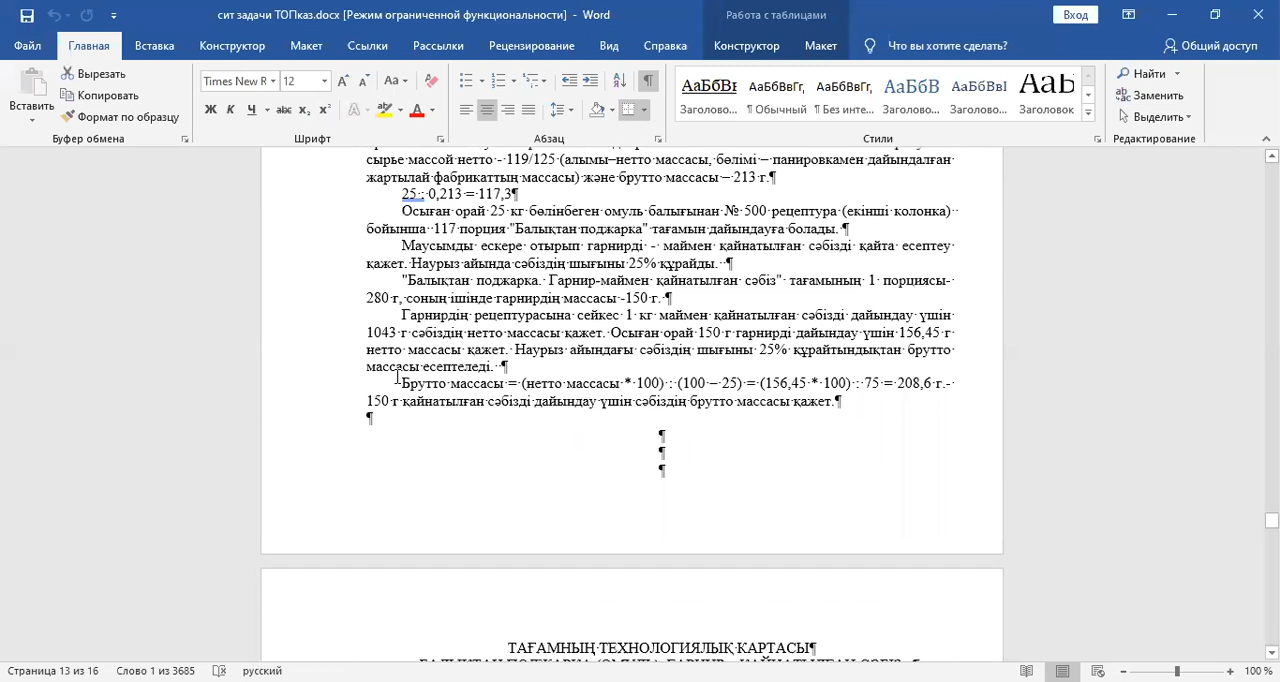 сит задачи ТОПказ.docx [Режим ограниченной функциональности] - Word
Работа с таблицами
Вход
Файл Главная Вставка Конструктор Макет Ссылки Рассылки Рецензирование Вид Справка Конструктор Макет Что вы хотите сделать? Общий доступ
Вставить
Вырезать
Копировать
Формат по образцу
Буфер обмена
Times New R 12
Шрифт
Абзац
АаБбВı АаБбВвГг, АаБбВвГг, АаБбВ АаБбВвІ АаБ
Заголово... ¶ Обычный ¶ Без инте... Заголово... Заголово... Заголовок
Стили
Найти
Заменить
Выделить
Редактирование
сырье массой нетто - 119/125 (алымы–нетто массасы, бөлімі – панировкамен дайындалған
жартылай фабрикаттың массасы) және брутто массасы – 213 г.¶
25 : 0,213 = 117,3¶
Осыған орай 25 кг бөлінбеген омуль балығынан № 500 рецептура (екінші колонка)
бойынша 117 порция "Балықтан поджарка" тағамын дайындауға болады. ¶
Маусымды ескере отырып гарнирді - маймен қайнатылған сәбізді қайта есептеу
қажет. Наурыз айында сәбіздің шығыны 25% құрайды. ¶
"Балықтан поджарка. Гарнир-маймен қайнатылған сәбіз" тағамының 1 порциясы-
280 г, соның ішінде гарнирдің массасы -150 г. ¶
Гарнирдің рецептурасына сейкес 1 кг маймен қайнатылған сәбізді дайындау үшін
1043 г сәбіздің нетто массасы қажет. Осыған орай 150 г гарнирді дайындау үшін 156,45 г
нетто массасы қажет. Наурыз айындағы сәбіздің шығыны 25% құрайтындықтан брутто
массасы есептеледі. ¶
Брутто массасы = (нетто массасы * 100) : (100 – 25) = (156,45 * 100) : 75 = 208,6 г.-
150 г қайнатылған сәбізді дайындау үшін сәбіздің брутто массасы қажет.¶
¶
¶
¶
¶
ТАҒАМНЫҢ ТЕХНОЛОГИЯЛЫҚ КАРТАСЫ¶
Страница 13 из 16 Слово 1 из 3685 русский 100 %